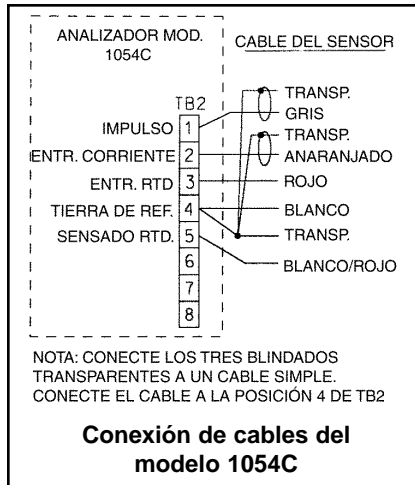 ANALIZADOR MOD.
1054C
CABLE DEL SENSOR
TB2
TRANSP.
GRIS
IMPULSO 1
TRANSP.
ENTR. CORRIENTE 2
ANARANJADO
ENTR. RTD 3
ROJO
TIERRA DE REF. 4
BLANCO
SENSADO RTD. 5
TRANSP.
6
BLANCO/ROJO
7
8
NOTA: CONECTE LOS TRES BLINDADOS
TRANSPARENTES A UN CABLE SIMPLE.
CONECTE EL CABLE A LA POSICIÓN 4 DE TB2
Conexión de cables del
modelo 1054C